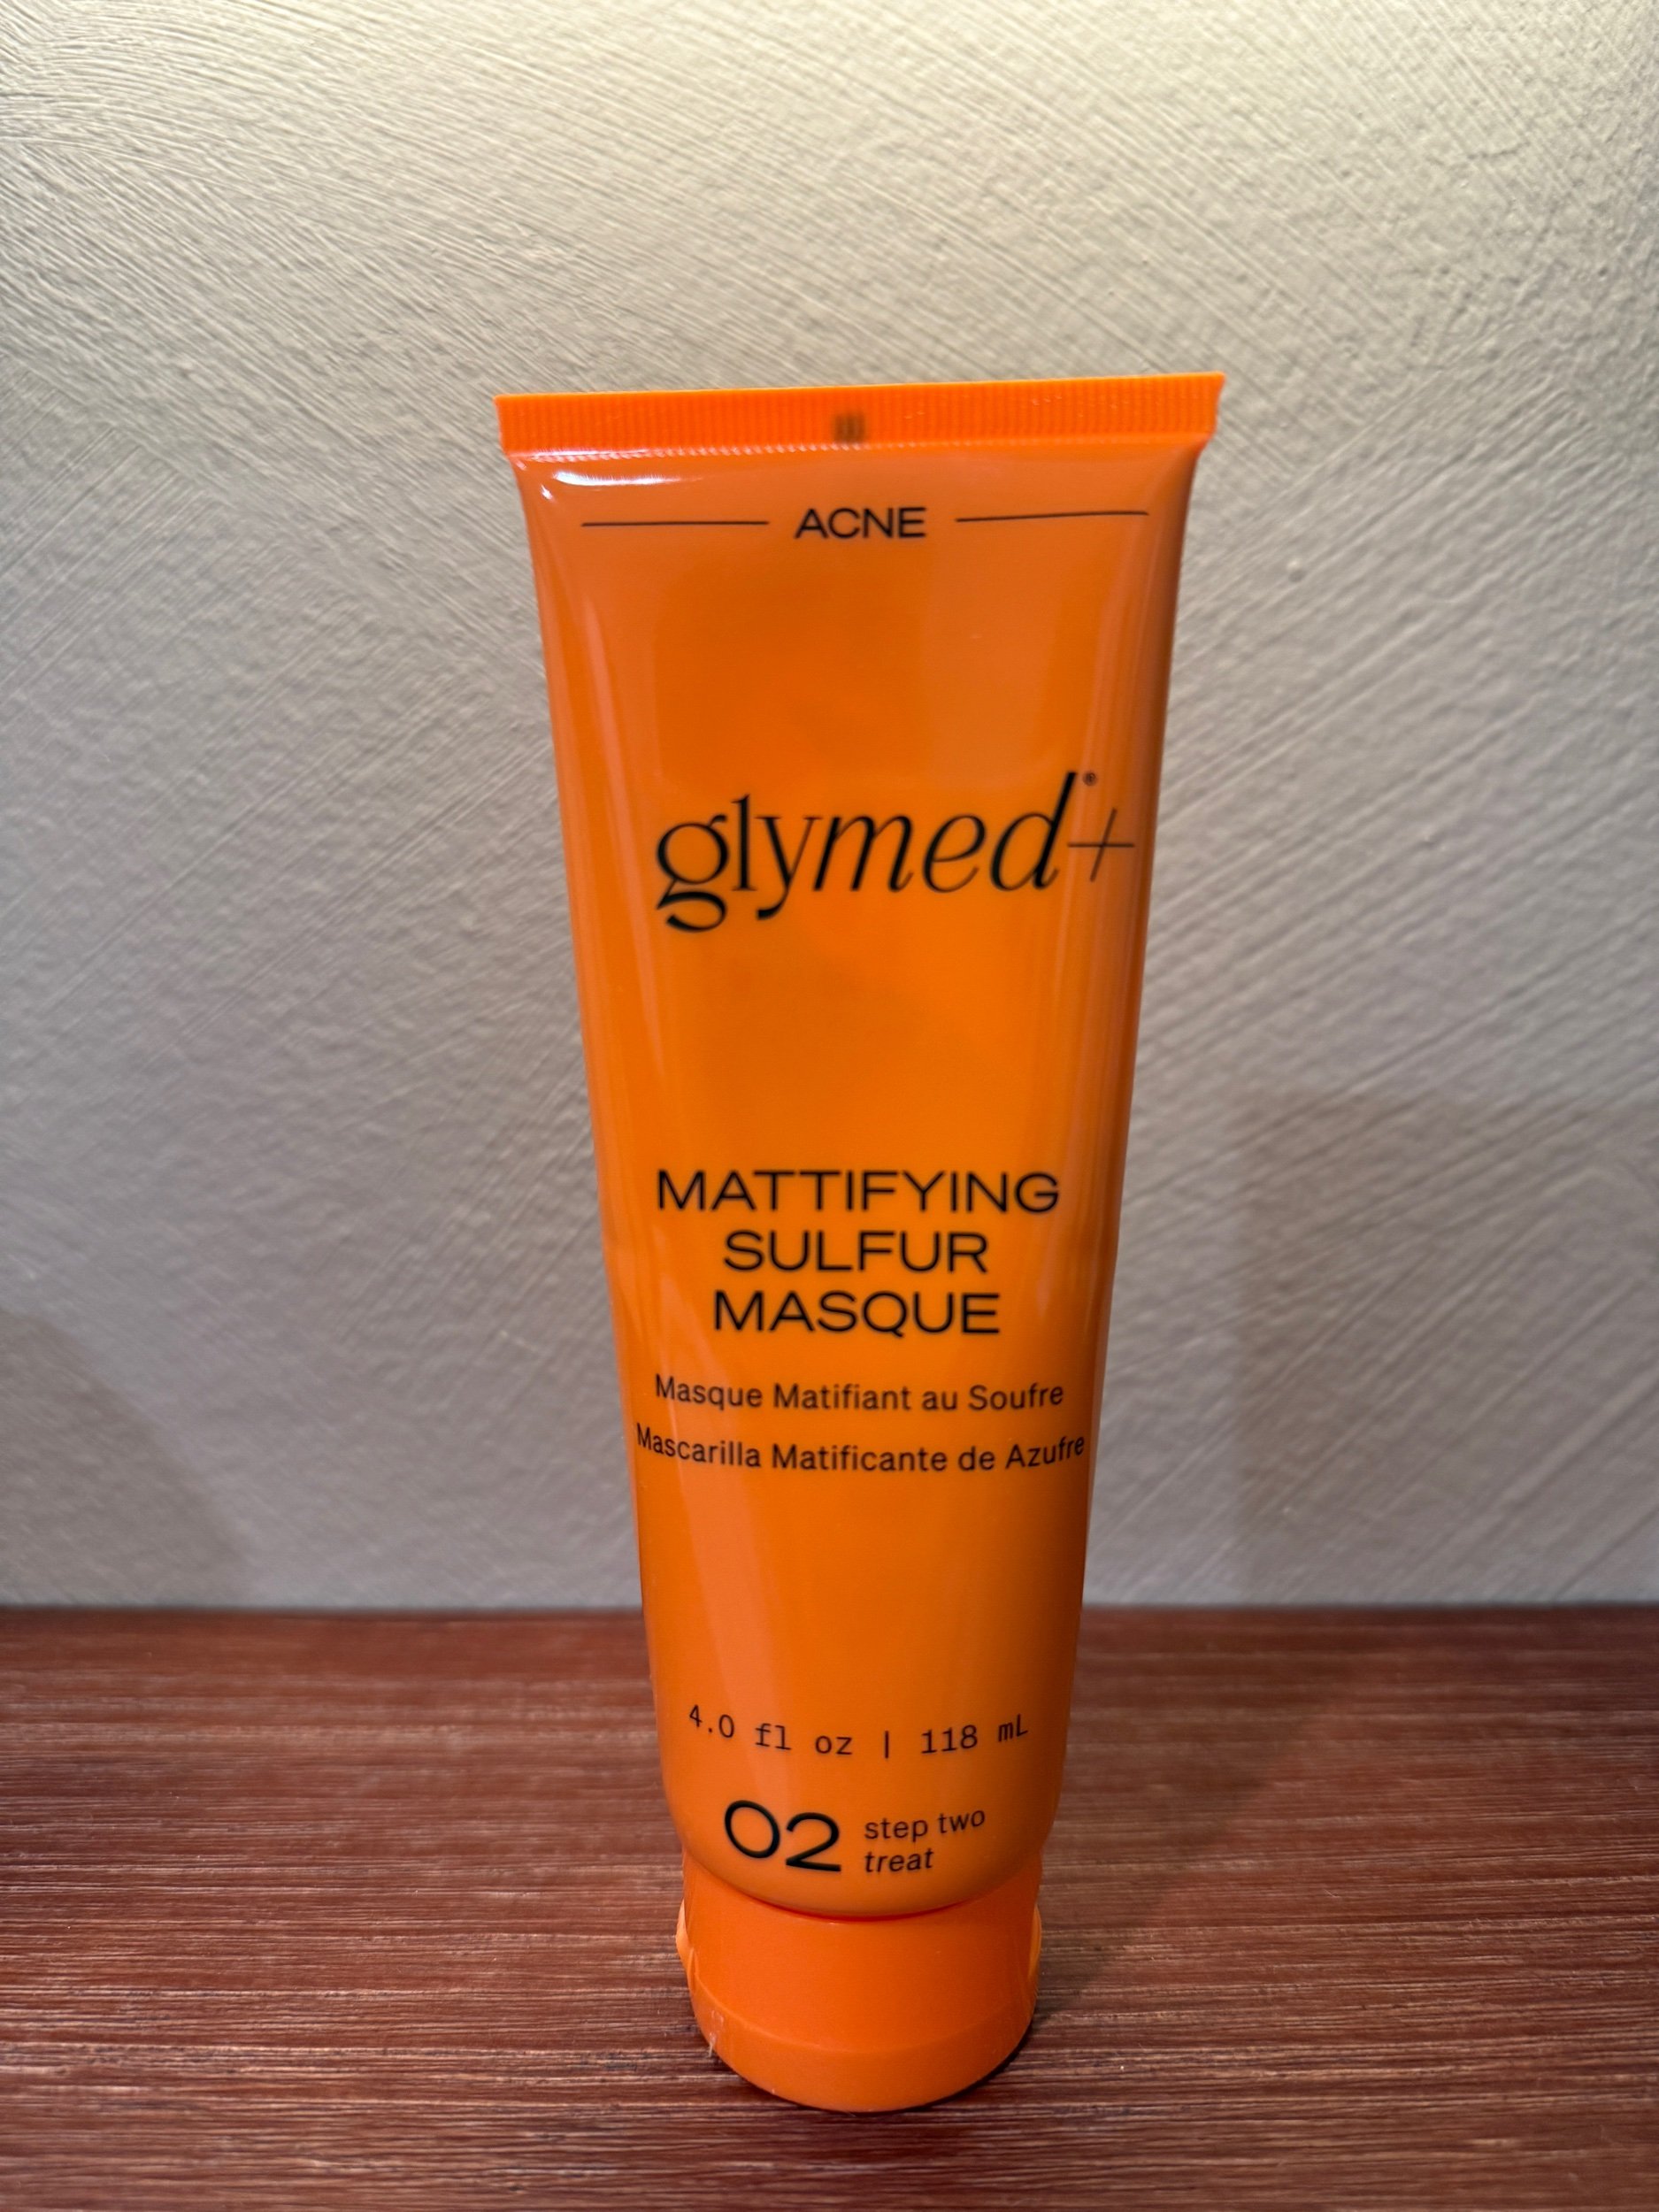 ACNE
glymed+®
MATTIFYING
SULFUR
MASQUE
Masque Matifiant au Soufre
Mascarilla Matificante de Azufre
4.0 fl oz | 118 mL
02 step two
treat